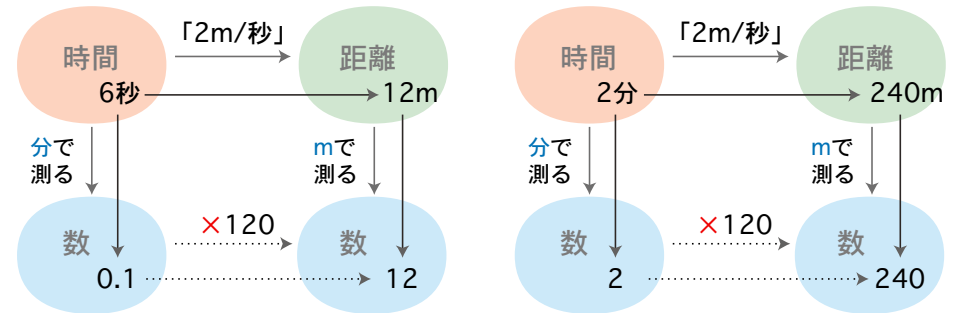 「2m/秒」
時間
距離
6秒
12m
分で
測る
mで
測る
×120
数
数
0.1
12
「2m/秒」
時間
距離
2分
240m
分で
測る
mで
測る
×120
数
数
2
240